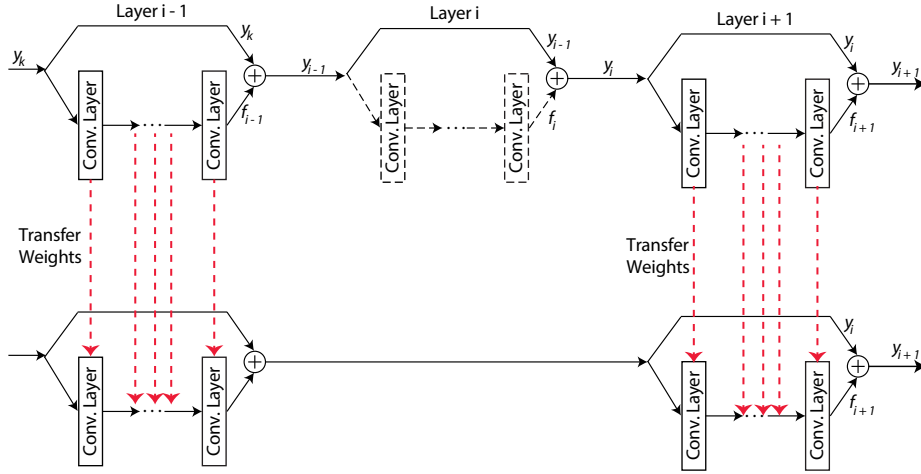 Layer i - 1
Layer i
Layer i + 1
y_k
y_k
y_{i-1}
y_{i-1}
y_i
y_i
y_{i+1}
Conv. Layer
...
Conv. Layer
f_{i-1}
Conv. Layer
...
Conv. Layer
f_i
Conv. Layer
...
Conv. Layer
f_{i+1}
Transfer
Weights
Transfer
Weights
y_i
y_{i+1}
Conv. Layer
...
Conv. Layer
Conv. Layer
...
Conv. Layer
f_{i+1}